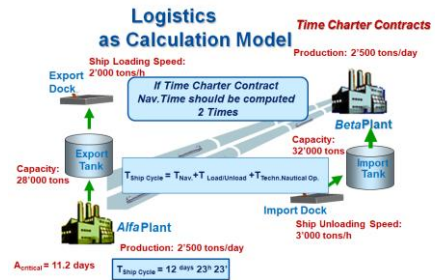 Logistics
as Calculation Model
Time Charter Contracts
Production: 2'500 tons/day
Ship Loading Speed:
2'000 tons/h
Export
Dock
If Time Charter Contract
Nav.Time should be computed
2 Times
BetaPlant
Capacity:
32'000 tons
Export
Tank
Import
Tank
Capacity:
28'000 tons
TShip Cycle = TNav.+T Load/Unload +TTechn.Nautical Op.
Import Dock
Ship Unloading Speed:
3'000 tons/h
AlfaPlant
Production: 2'500 tons/day
Acritical = 11.2 days
TShip Cycle = 12 days 23h 23'